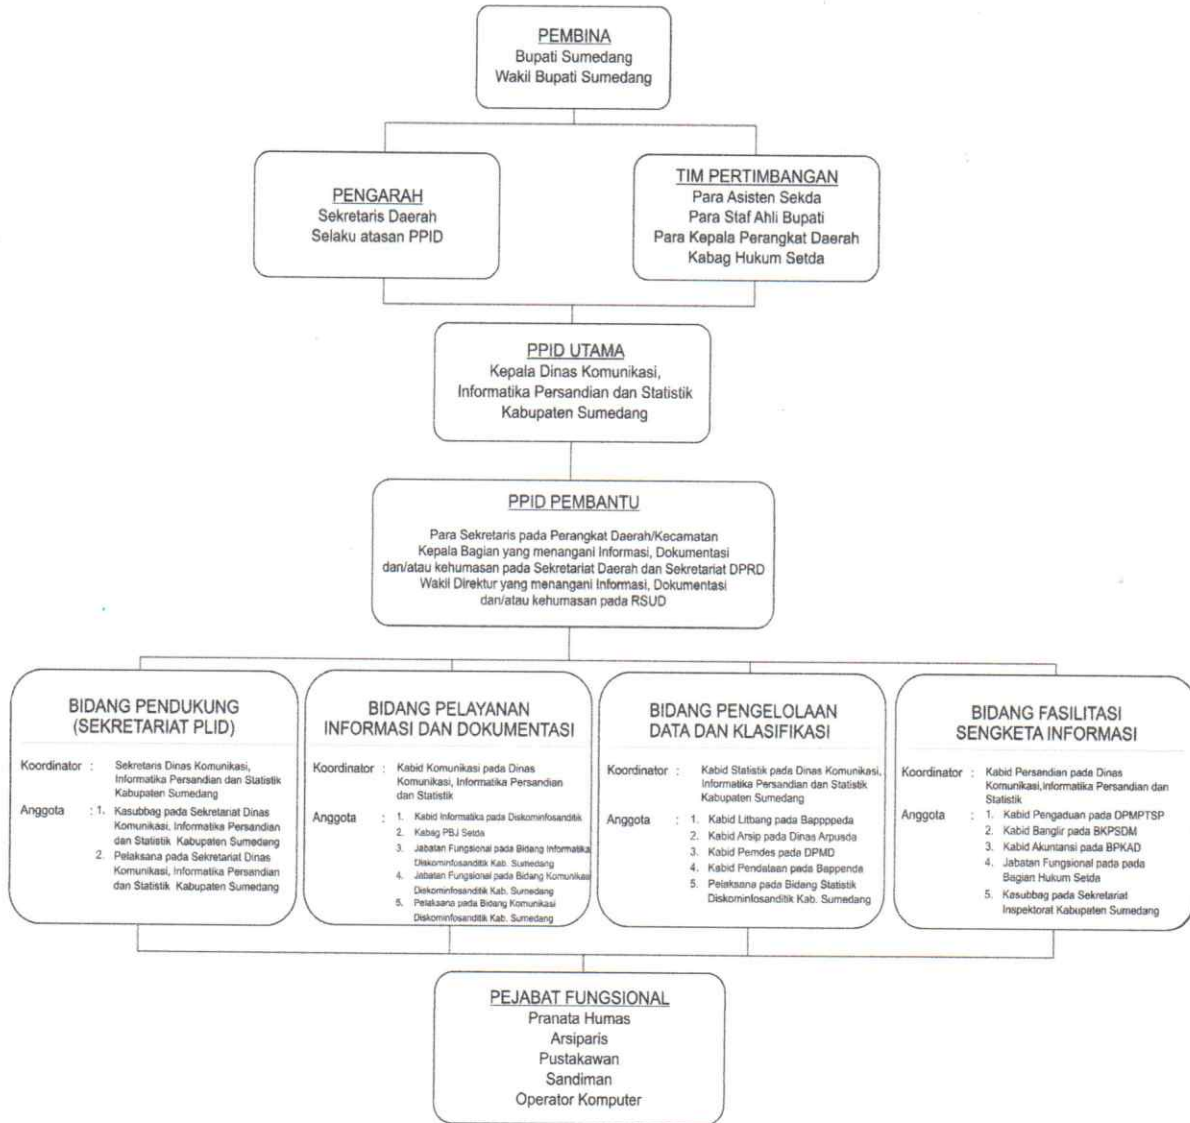 PEMBINA
Bupati Sumedang
Wakil Bupati Sumedang
PENGARAH
Sekretaris Daerah
Selaku atasan PPID
TIM PERTIMBANGAN
Para Asisten Sekda
Para Staf Ahli Bupati
Para Kepala Perangkat Daerah
Kabag Hukum Setda
PPID UTAMA
Kepala Dinas Komunikasi,
Informatika Persandian dan Statistik
Kabupaten Sumedang
PPID PEMBANTU
Para Sekretaris pada Perangkat Daerah/Kecamatan
Kepala Bagian yang menangani Informasi, Dokumentasi
dan/atau kehumasan pada Sekretariat Daerah dan Sekretariat DPRD
Wakil Direktur yang menangani Informasi, Dokumentasi
dan/atau kehumasan pada RSUD
BIDANG PENDUKUNG
(SEKRETARIAT PLID)
Koordinator : Sekretaris Dinas Komunikasi,
Informatika Persandian dan Statistik
Kabupaten Sumedang
Anggota : 1. Kasubbag pada Sekretariat Dinas
Komunikasi, Informatika Persandian
dan Statistik Kabupaten Sumedang
2. Pelaksana pada Sekretariat Dinas
Komunikasi, Informatika Persandian
dan Statistik Kabupaten Sumedang
BIDANG PELAYANAN
INFORMASI DAN DOKUMENTASI
Koordinator : Kabid Komunikasi pada Dinas
Komunikasi, Informatika Persandian
dan Statistik
Anggota : 1. Kabid Informatika pada Diskominfosanditik
2. Kabag PBJ Setda
3. Jabatan Fungsional pada Bidang Informatika
Diskominfosanditik Kab. Sumedang
4. Jabatan Fungsional pada Bidang Komunikasi
Diskominfosanditik Kab. Sumedang
5. Pelaksana pada Bidang Komunikasi
Diskominfosanditik Kab. Sumedang
BIDANG PENGELOLAAN
DATA DAN KLASIFIKASI
Koordinator : Kabid Statistik pada Dinas Komunikasi,
Informatika Persandian dan Statistik
Kabupaten Sumedang
Anggota : 1. Kabid Litbang pada Bappppeda
2. Kabid Arsip pada Dinas Arpusda
3. Kabid Pemdes pada DPMD
4. Kabid Pendataan pada Bappenda
5. Pelaksana pada Bidang Statistik
Diskominfosanditik Kab. Sumedang
BIDANG FASILITASI
SENGKETA INFORMASI
Koordinator : Kabid Persandian pada Dinas
Komunikasi,Informatika Persandian dan
Statistik
Anggota : 1. Kabid Pengaduan pada DPMPTSP
2. Kabid Banglir pada BKPSDM
3. Kabid Akuntansi pada BPKAD
4. Jabatan Fungsional pada pada
Bagian Hukum Setda
5. Kasubbag pada Sekretariat
Inspektorat Kabupaten Sumedang
PEJABAT FUNGSIONAL
Pranata Humas
Arsiparis
Pustakawan
Sandiman
Operator Komputer